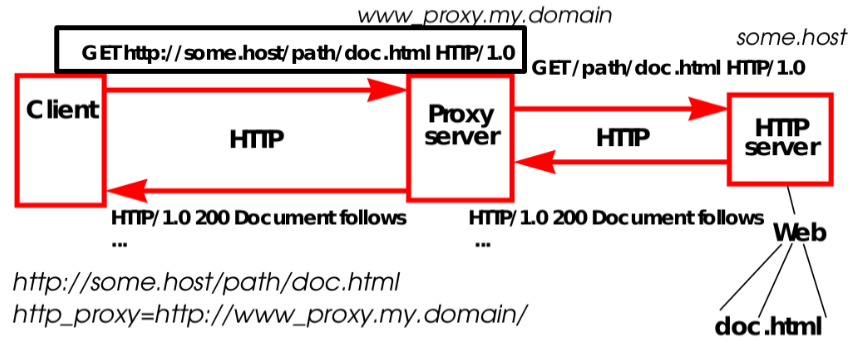 www_proxy.my.domain
GET http://some.host/path/doc.html HTTP/1.0
some.host
GET /path/doc.html HTTP/1.0
Client
Proxy
server
HTTP
server
HTTP
HTTP
HTTP/1.0 200 Document follows
...
HTTP/1.0 200 Document follows
...
Web
http://some.host/path/doc.html
http_proxy=http://www_proxy.my.domain/
doc.html